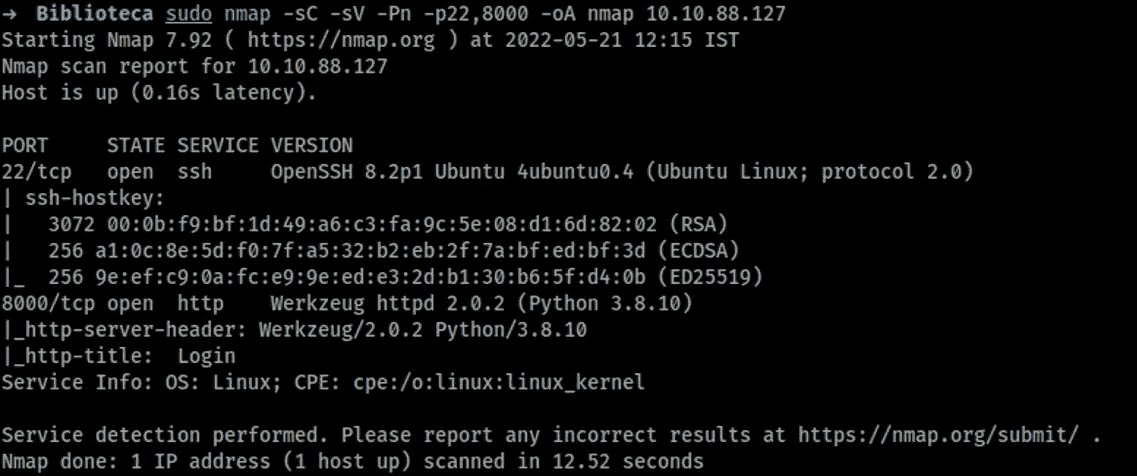 → Biblioteca sudo nmap -sC -sV -Pn -p22,8000 -oA nmap 10.10.88.127
Starting Nmap 7.92 ( https://nmap.org ) at 2022-05-21 12:15 IST
Nmap scan report for 10.10.88.127
Host is up (0.16s latency).
PORT     STATE SERVICE VERSION
22/tcp   open  ssh     OpenSSH 8.2p1 Ubuntu 4ubuntu0.4 (Ubuntu Linux; protocol 2.0)
| ssh-hostkey:
|   3072 00:0b:f9:bf:1d:49:a6:c3:fa:9c:5e:08:d1:6d:82:02 (RSA)
|   256 a1:0c:8e:5d:f0:7f:a5:32:b2:eb:2f:7a:bf:ed:bf:3d (ECDSA)
|_  256 9e:ef:c9:0a:fc:e9:9e:ed:e3:2d:b1:30:b6:5f:d4:0b (ED25519)
8000/tcp open  http    Werkzeug httpd 2.0.2 (Python 3.8.10)
|_http-server-header: Werkzeug/2.0.2 Python/3.8.10
|_http-title:  Login
Service Info: OS: Linux; CPE: cpe:/o:linux:linux_kernel
Service detection performed. Please report any incorrect results at https://nmap.org/submit/ .
Nmap done: 1 IP address (1 host up) scanned in 12.52 seconds